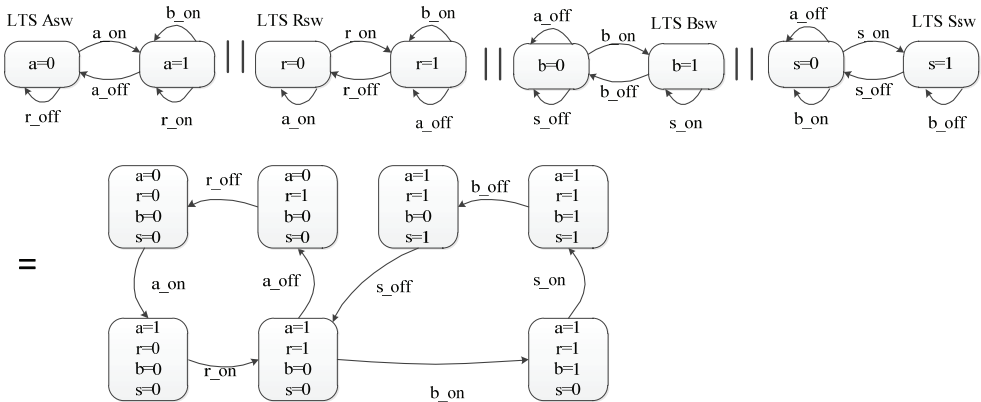 LTS Asw
a_on
b_on
a=0
a=1
a_off
r_off
r_on
||
LTS Rsw
r_on
b_on
r=0
r=1
r_off
a_on
a_off
||
a_off
b_on
LTS Bsw
b=0
b=1
b_off
s_off
s_on
||
a_off
s_on
LTS Ssw
s=0
s=1
s_off
b_on
b_off
=
a=0
r=0
b=0
s=0
r_off
a=0
r=1
b=0
s=0
a=1
r=1
b=0
s=1
b_off
a=1
r=1
b=1
s=1
a_on
a_off
s_off
s_on
a=1
r=0
b=0
s=0
r_on
a=1
r=1
b=0
s=0
b_on
a=1
r=1
b=1
s=0